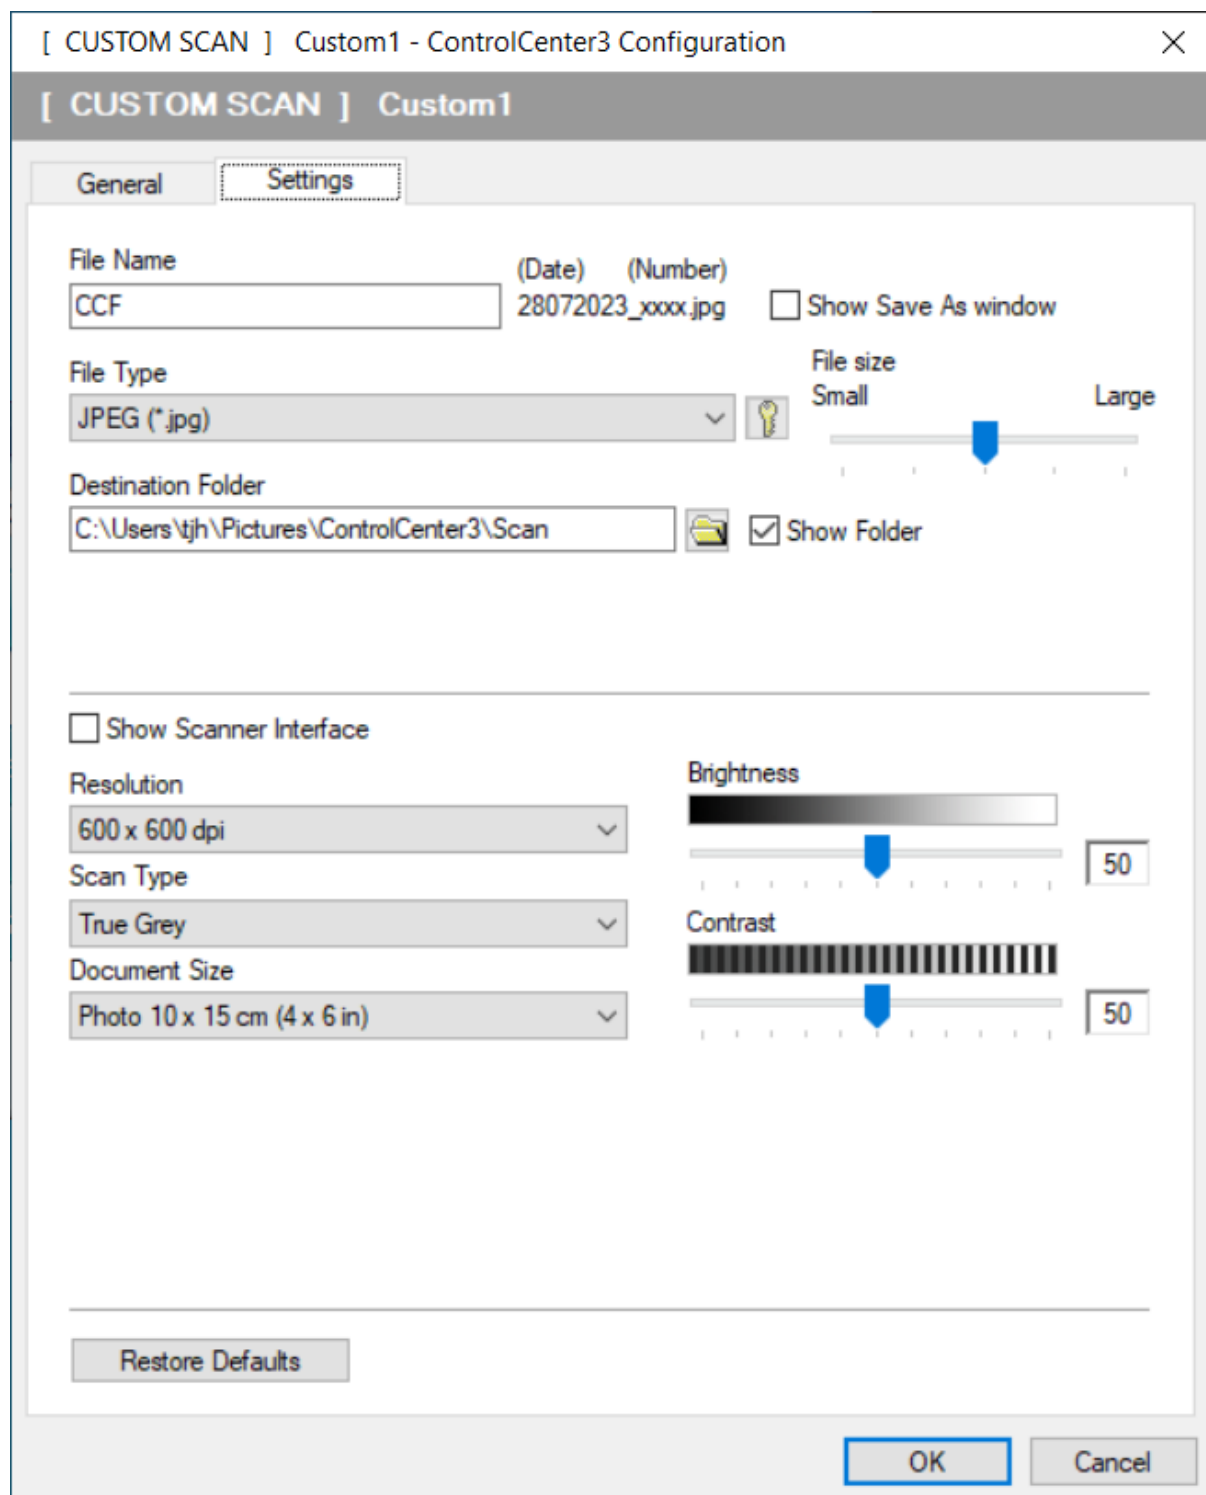 [ CUSTOM SCAN ] Custom1 - ControlCenter3 Configuration
[ CUSTOM SCAN ] Custom1
General
Settings
File Name
(Date) (Number)
CCF
28072023_xxxx.jpg
Show Save As window
File Type
File size
Small
Large
JPEG (*.jpg)
Destination Folder
C:\Users\tjh\Pictures\ControlCenter3\Scan
Show Folder
Show Scanner Interface
Resolution
600 x 600 dpi
Scan Type
True Grey
Document Size
Photo 10 x 15 cm (4 x 6 in)
Brightness
50
Contrast
50
Restore Defaults
OK
Cancel